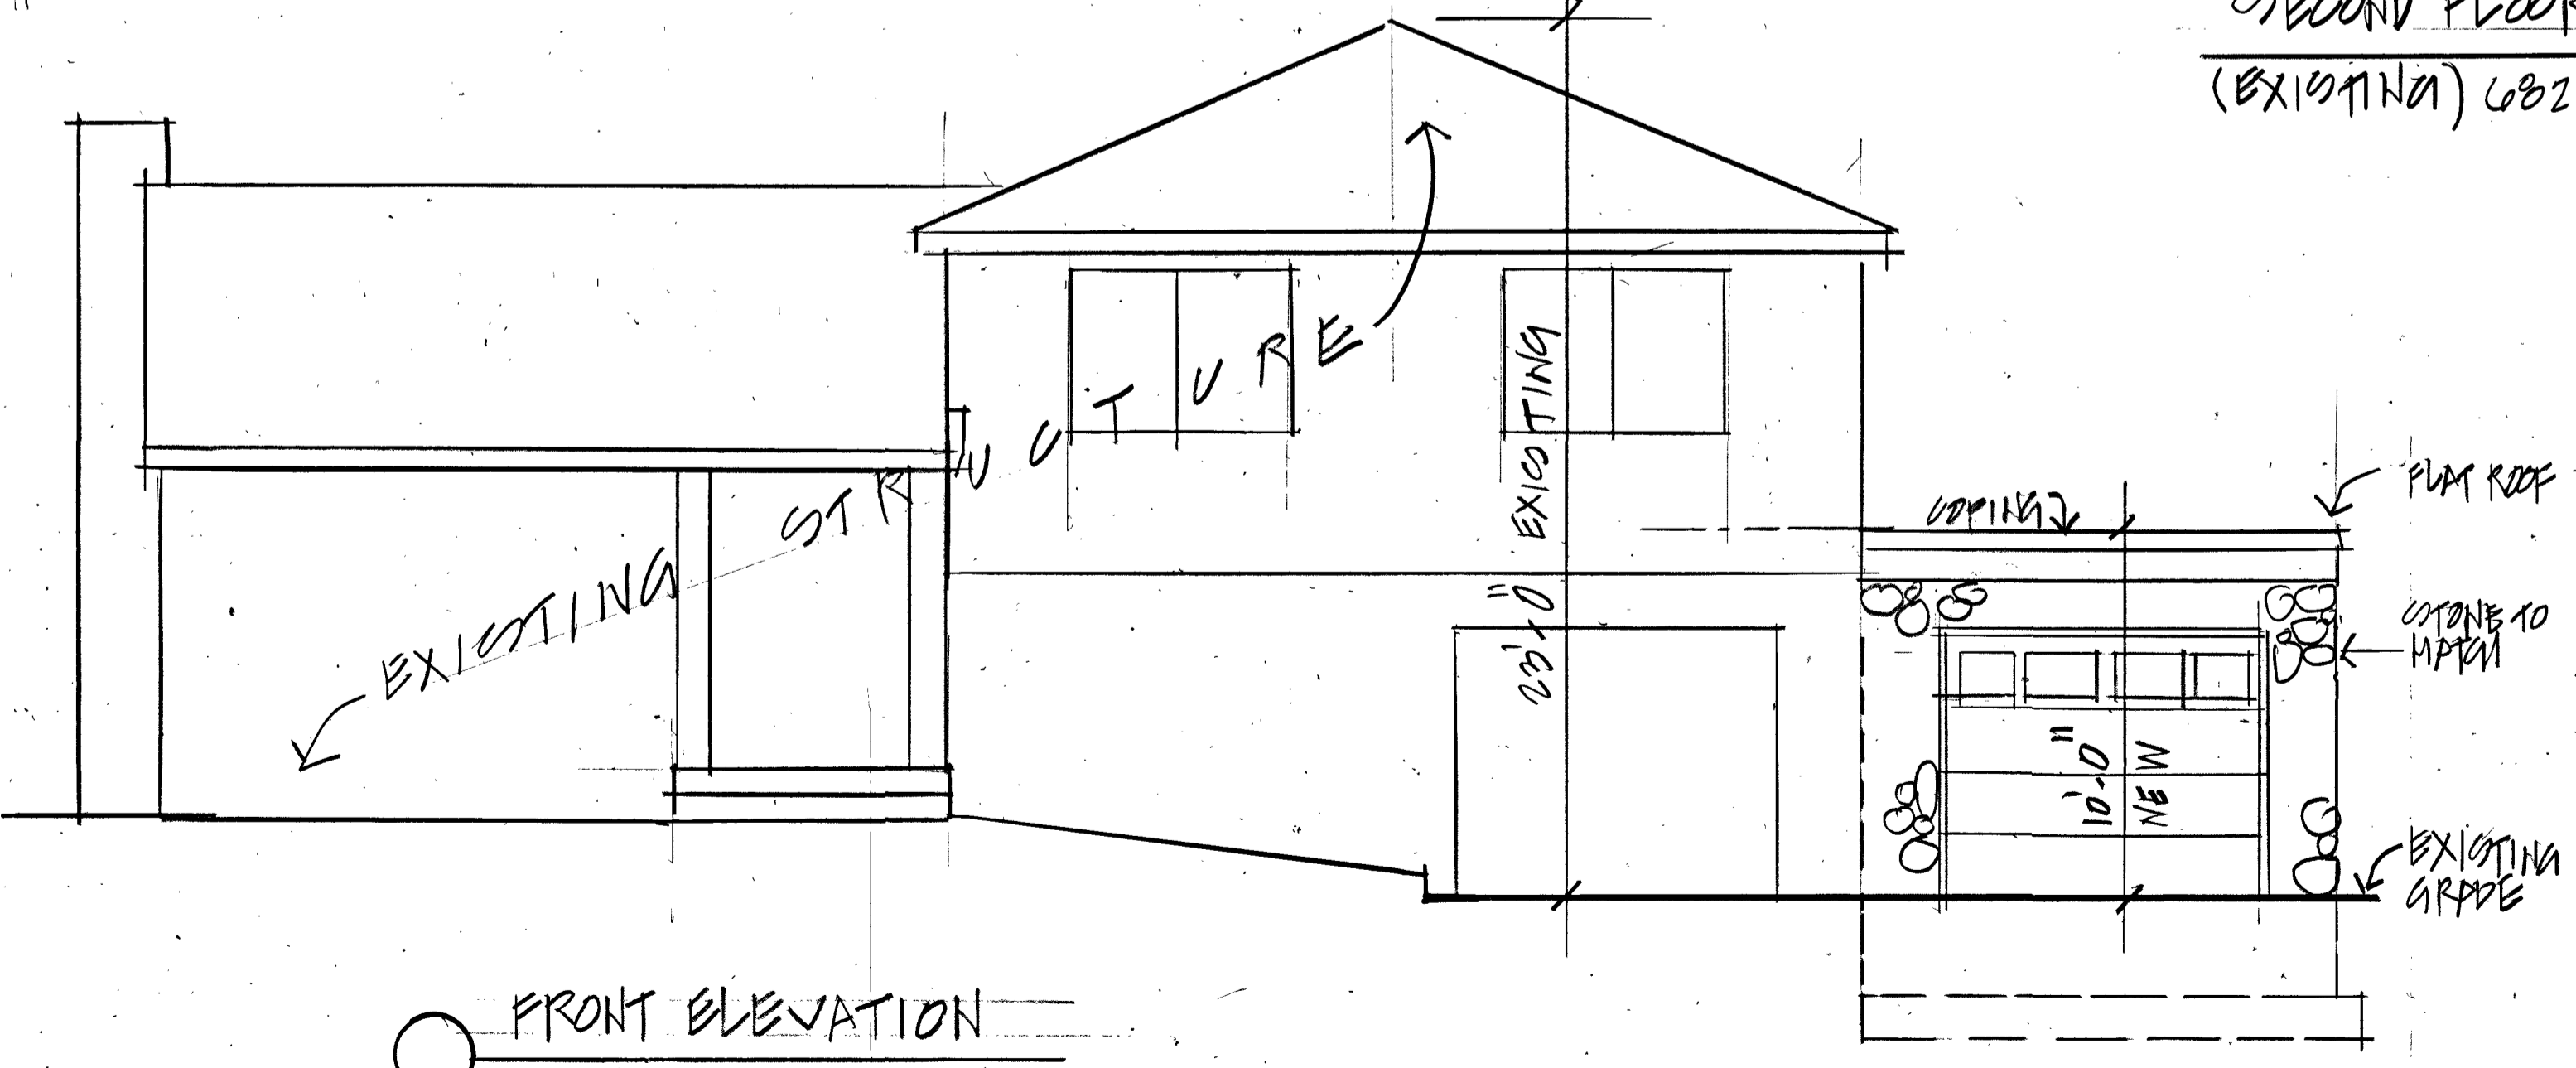 SECOND FLOOR
(EXISTING) 682
EXISTING STRUCTURE
23'-0" EXISTING
COPING
FLAT ROOF
STONE TO
MATCH
10'-0"
NEW
EXISTING
GRADE
FRONT ELEVATION